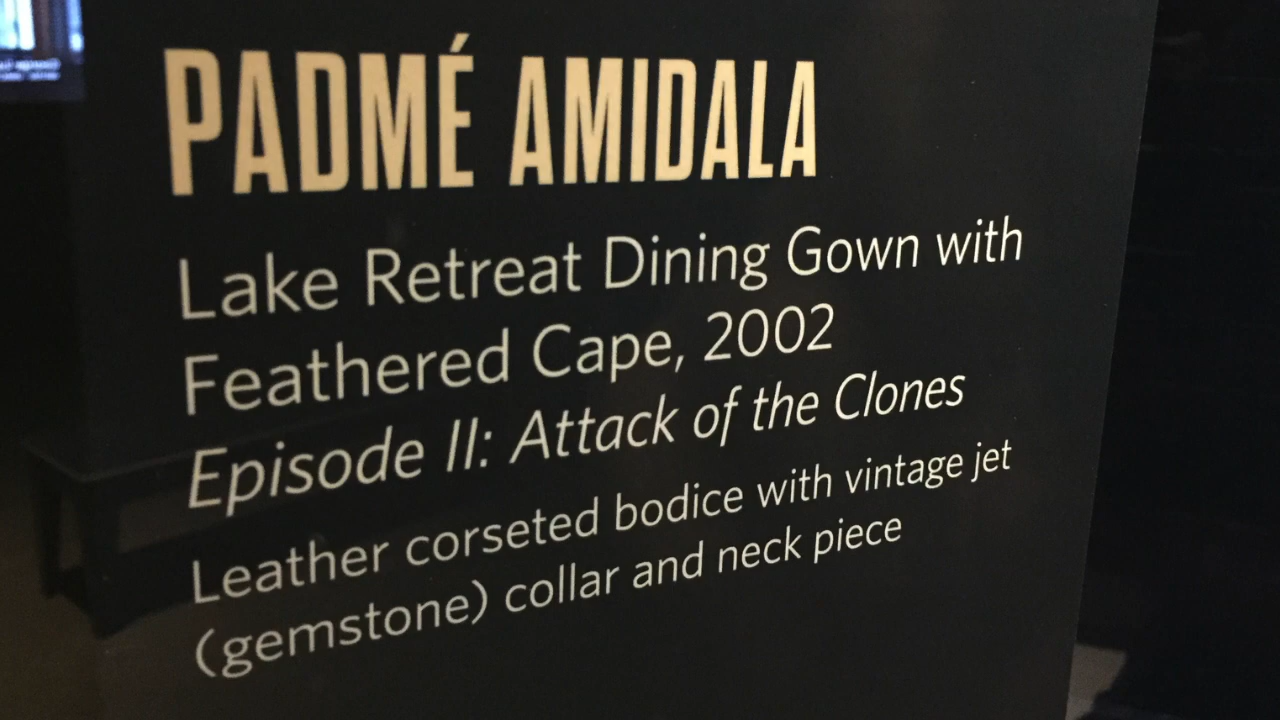 PADMÉ AMIDALA
Lake Retreat Dining Gown with
Feathered Cape, 2002
Episode II: Attack of the Clones
Leather corseted bodice with vintage jet
(gemstone) collar and neck piece